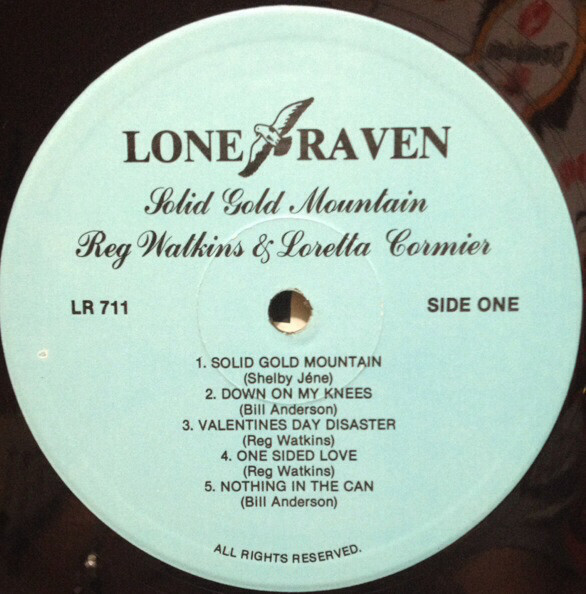 LONE RAVEN
Solid Gold Mountain
Reg Watkins & Loretta Cormier
LR 711
SIDE ONE
1. SOLID GOLD MOUNTAIN
(Shelby Jéne)
2. DOWN ON MY KNEES
(Bill Anderson)
3. VALENTINES DAY DISASTER
(Reg Watkins)
4. ONE SIDED LOVE
(Reg Watkins)
5. NOTHING IN THE CAN
(Bill Anderson)
ALL RIGHTS RESERVED.